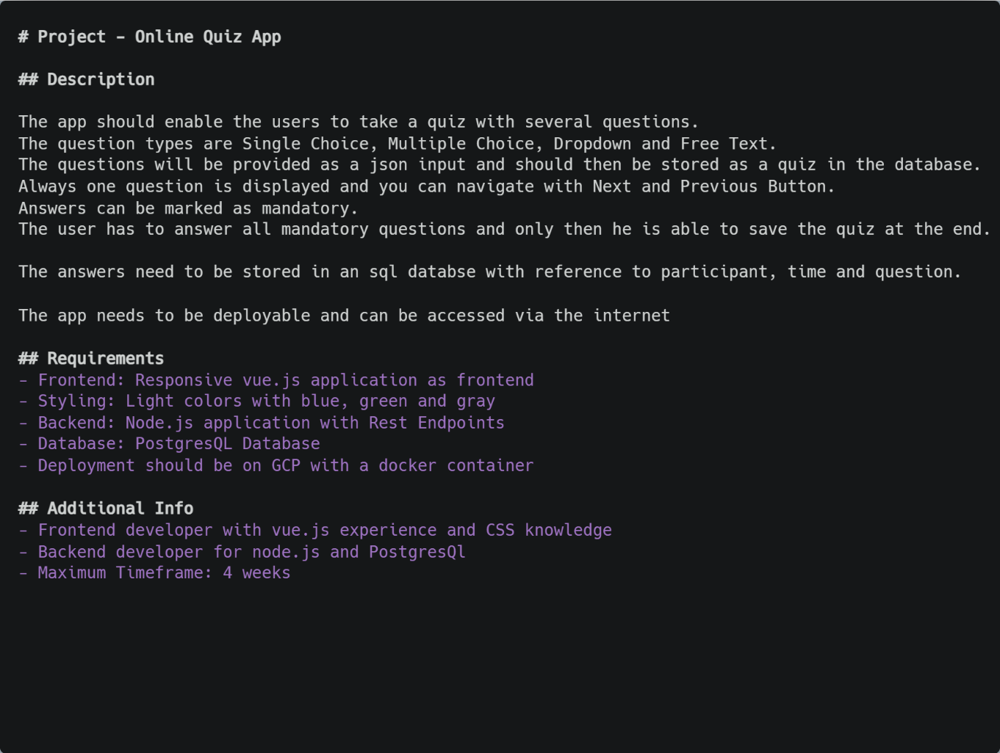 # Project - Online Quiz App
## Description
The app should enable the users to take a quiz with several questions.
The question types are Single Choice, Multiple Choice, Dropdown and Free Text.
The questions will be provided as a json input and should then be stored as a quiz in the database.
Always one question is displayed and you can navigate with Next and Previous Button.
Answers can be marked as mandatory.
The user has to answer all mandatory questions and only then he is able to save the quiz at the end.
The answers need to be stored in an sql databse with reference to participant, time and question.
The app needs to be deployable and can be accessed via the internet
## Requirements
- Frontend: Responsive vue.js application as frontend
- Styling: Light colors with blue, green and gray
- Backend: Node.js application with Rest Endpoints
- Database: PostgresQL Database
- Deployment should be on GCP with a docker container
## Additional Info
- Frontend developer with vue.js experience and CSS knowledge
- Backend developer for node.js and PostgresQl
- Maximum Timeframe: 4 weeks